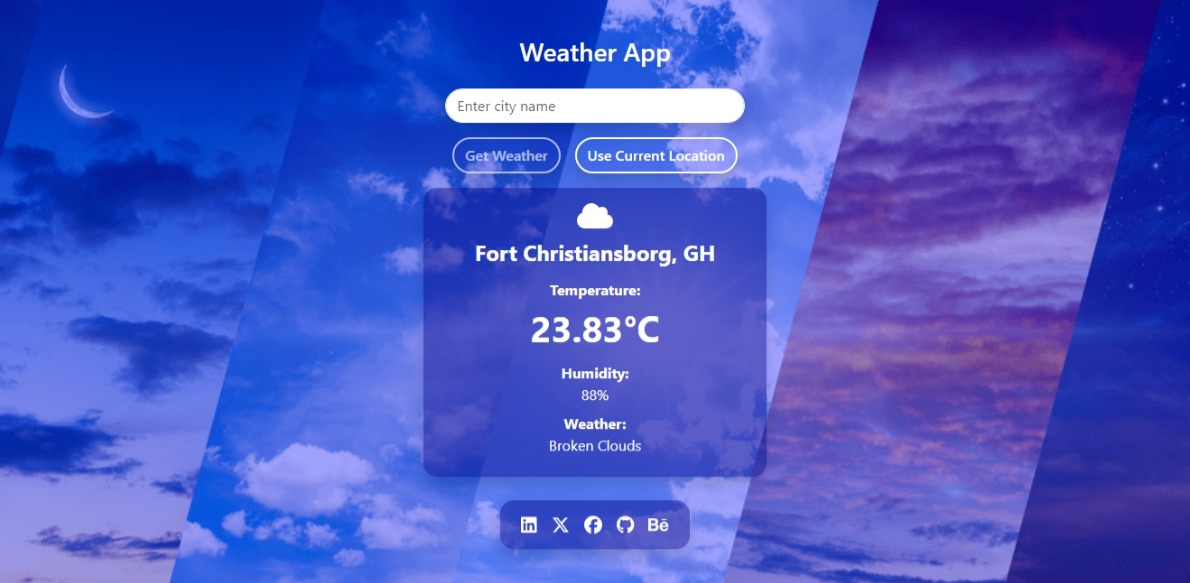 Weather App
Enter city name
Get Weather Use Current Location
Fort Christiansborg, GH
Temperature:
23.83°C
Humidity:
88%
Weather:
Broken Clouds
in X f Bē